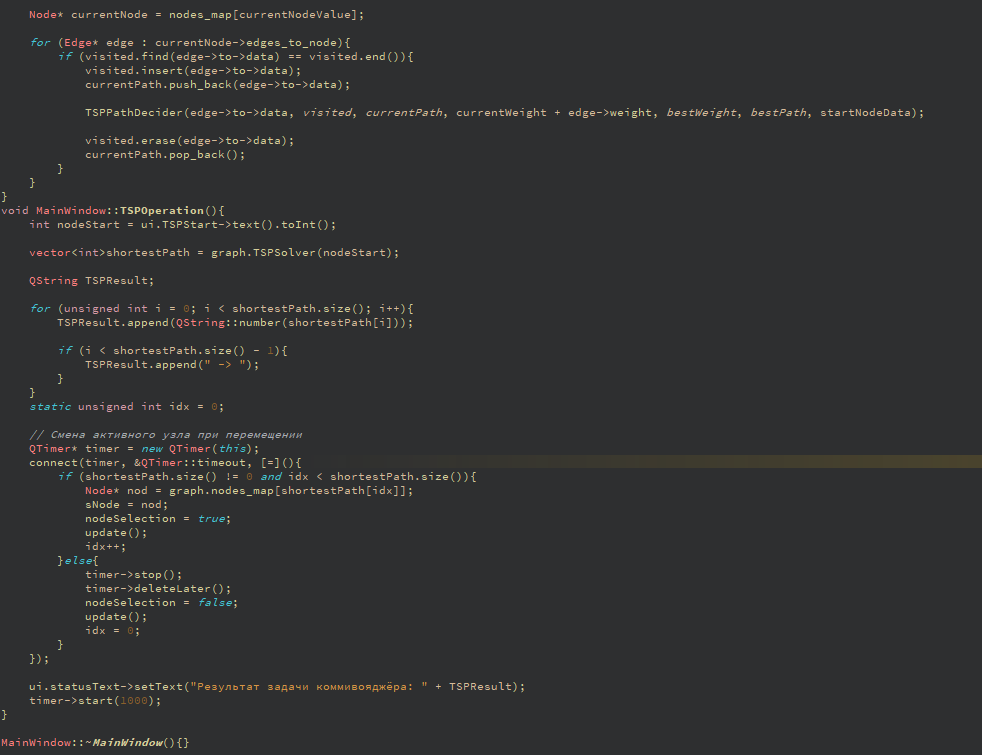 Node* currentNode = nodes_map[currentNodeValue];
for (Edge* edge : currentNode->edges_to_node){
if (visited.find(edge->to->data) == visited.end()){
visited.insert(edge->to->data);
currentPath.push_back(edge->to->data);
TSPPathDecider(edge->to->data, visited, currentPath, currentWeight + edge->weight, bestWeight, bestPath, startNodeData);
visited.erase(edge->to->data);
currentPath.pop_back();
}
}
}
void MainWindow::TSPOperation(){
int nodeStart = ui.TSPStart->text().toInt();
vector<int>shortestPath = graph.TSPSolver(nodeStart);
QString TSPResult;
for (unsigned int i = 0; i < shortestPath.size(); i++){
TSPResult.append(QString::number(shortestPath[i]));
if (i < shortestPath.size() - 1){
TSPResult.append(" -> ");
}
}
static unsigned int idx = 0;
// Смена активного узла при перемещении
QTimer* timer = new QTimer(this);
connect(timer, &QTimer::timeout, [=](){
if (shortestPath.size() != 0 and idx < shortestPath.size()){
Node* nod = graph.nodes_map[shortestPath[idx]];
sNode = nod;
nodeSelection = true;
update();
idx++;
}else{
timer->stop();
timer->deleteLater();
nodeSelection = false;
update();
idx = 0;
}
});
ui.statusText->setText("Результат задачи коммивояджёра: " + TSPResult);
timer->start(1000);
}
MainWindow::~MainWindow(){}